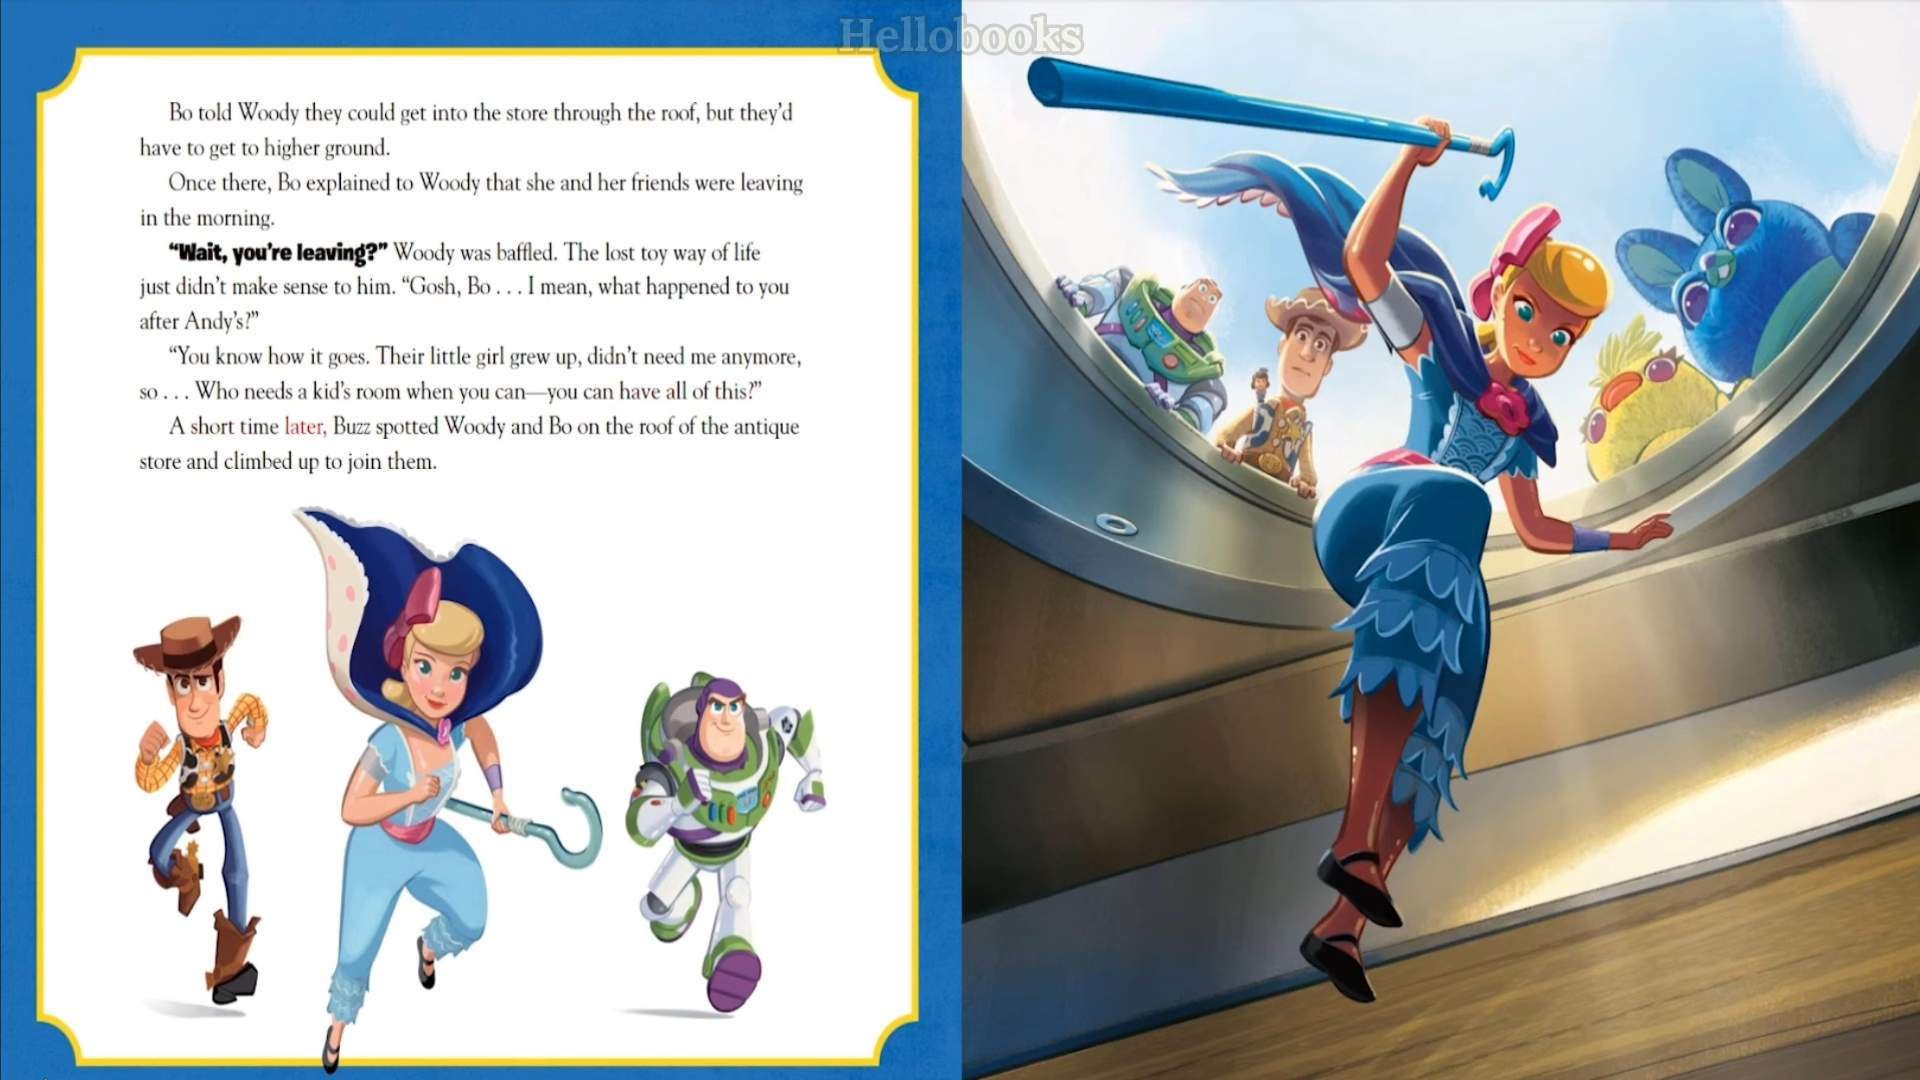 Hellobooks
Bo told Woody they could get into the store through the roof, but they’d
have to get to higher ground.
Once there, Bo explained to Woody that she and her friends were leaving
in the morning.
“Wait, you’re leaving?” Woody was baffled. The lost toy way of life
just didn’t make sense to him. “Gosh, Bo . . . I mean, what happened to you
after Andy’s?”
“You know how it goes. Their little girl grew up, didn’t need me anymore,
so . . . Who needs a kid’s room when you can—you can have all of this?”
A short time later, Buzz spotted Woody and Bo on the roof of the antique
store and climbed up to join them.